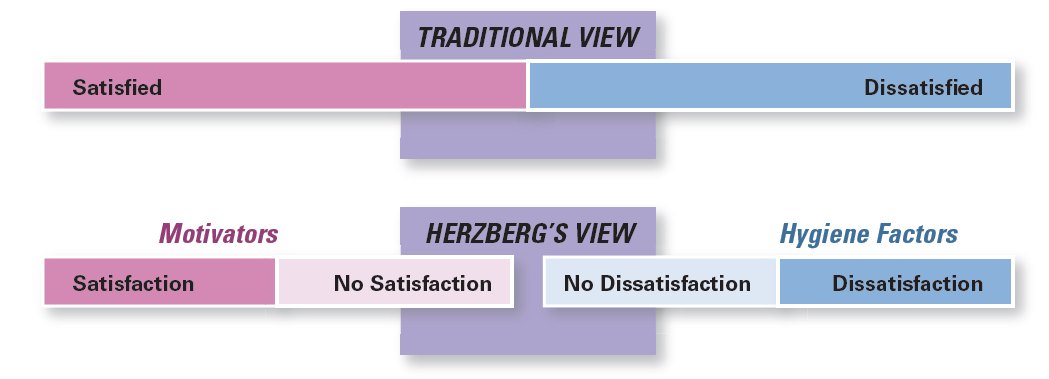 TRADITIONAL VIEW
Satisfied Dissatisfied
Motivators HERZBERG'S VIEW Hygiene Factors
Satisfaction No Satisfaction No Dissatisfaction Dissatisfaction